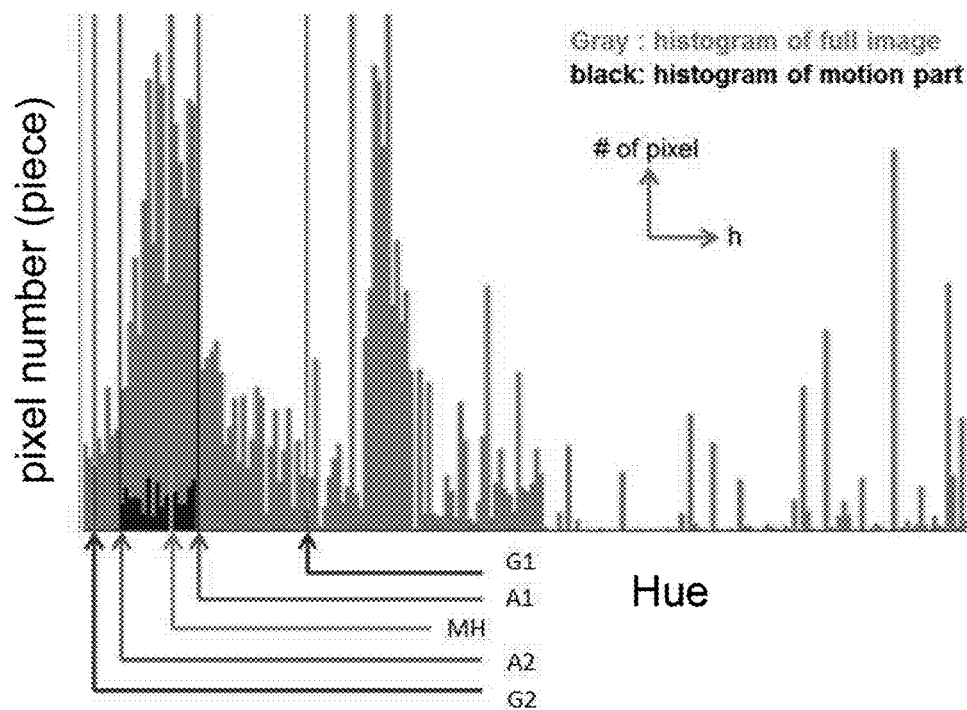 Gray : histogram of full image
black: histogram of motion part
# of pixel
h
pixel number (piece)
G1
A1
Hue
MH
A2
G2